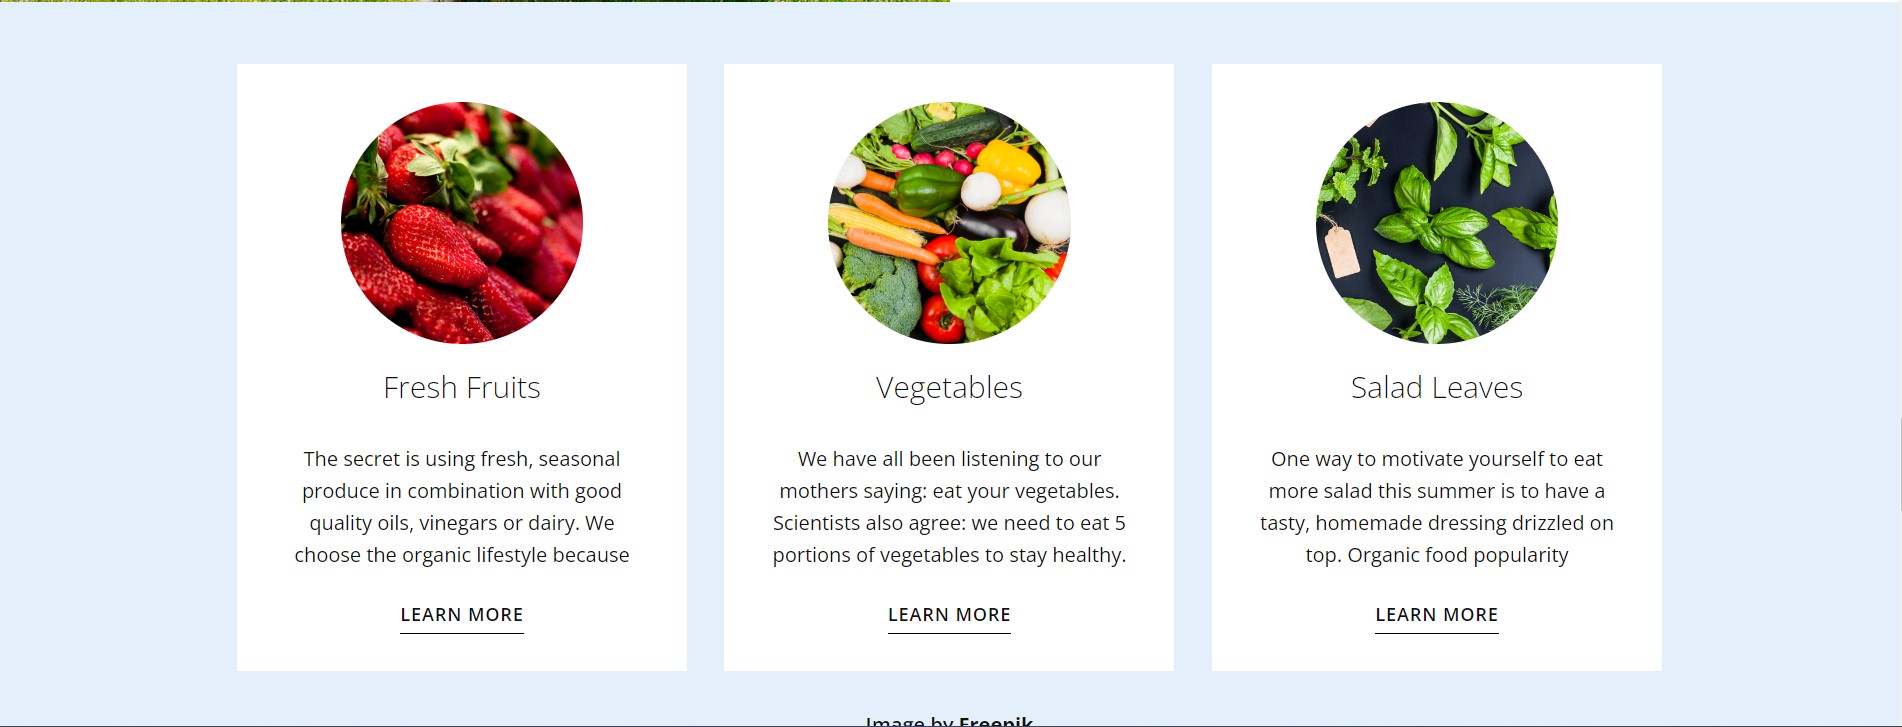 Fresh Fruits
The secret is using fresh, seasonal
produce in combination with good
quality oils, vinegars or dairy. We
choose the organic lifestyle because
LEARN MORE
Vegetables
We have all been listening to our
mothers saying: eat your vegetables.
Scientists also agree: we need to eat 5
portions of vegetables to stay healthy.
LEARN MORE
Salad Leaves
One way to motivate yourself to eat
more salad this summer is to have a
tasty, homemade dressing drizzled on
top. Organic food popularity
LEARN MORE
Image by Freepik